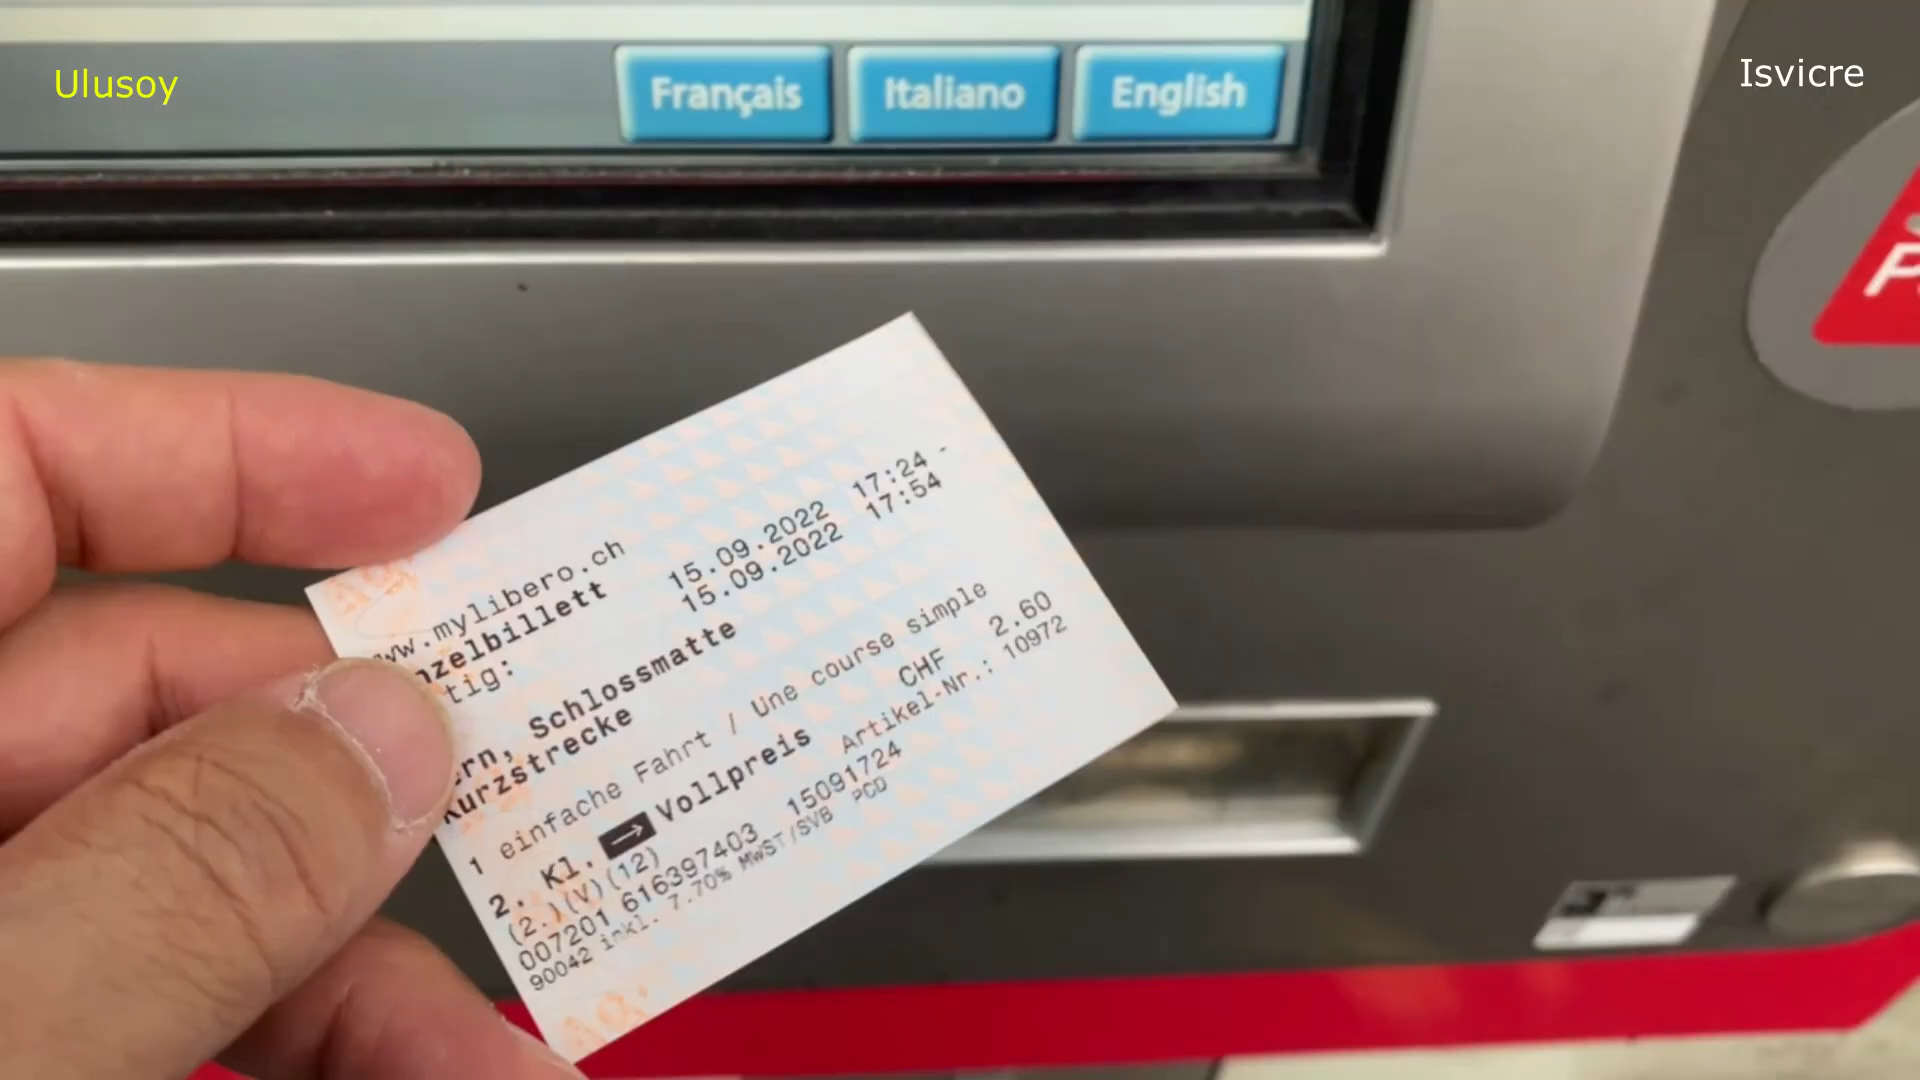 Ulusoy
Isvicre
Français Italiano English
ww.mylibero.ch
nzelbillett 15.09.2022 17:24 -
tig: 15.09.2022 17:54
ern, Schlossmatte
Kurzstrecke
1 einfache Fahrt / Une course simple
2. Kl. → Vollpreis CHF 2.60
(2.)(V)(12) Artikel-Nr.: 10972
007201 616397403 15091724
90042 inkl. 7.70% MWST/SVB PCD